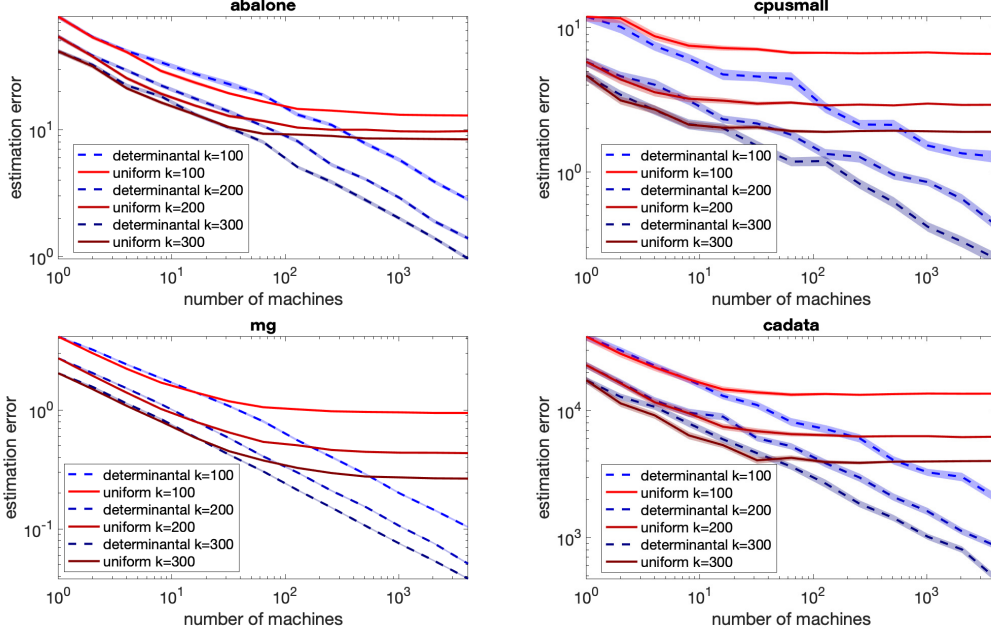 abalone
estimation error
10^1
10^0
determinantal k=100
uniform k=100
determinantal k=200
uniform k=200
determinantal k=300
uniform k=300
10^0
10^1
10^2
10^3
number of machines
cpusmall
estimation error
10^1
10^0
determinantal k=100
uniform k=100
determinantal k=200
uniform k=200
determinantal k=300
uniform k=300
10^0
10^1
10^2
10^3
number of machines
mg
estimation error
10^0
10^-1
determinantal k=100
uniform k=100
determinantal k=200
uniform k=200
determinantal k=300
uniform k=300
10^0
10^1
10^2
10^3
number of machines
cadata
estimation error
10^4
10^3
determinantal k=100
uniform k=100
determinantal k=200
uniform k=200
determinantal k=300
uniform k=300
10^0
10^1
10^2
10^3
number of machines